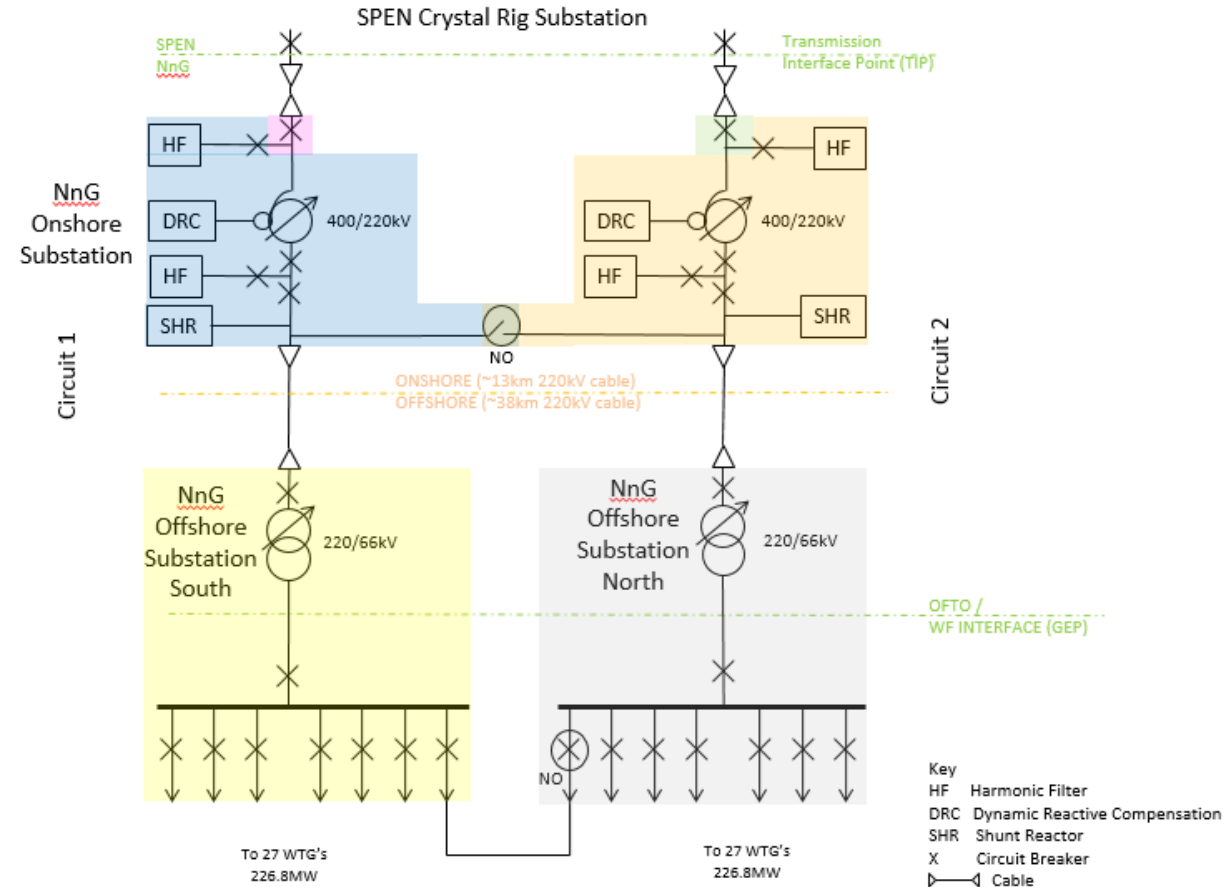 SPEN Crystal Rig Substation
SPEN
NnG
Transmission
Interface Point (TIP)
HF
HF
NnG
Onshore
Substation
DRC
400/220kV
DRC
400/220kV
HF
HF
SHR
SHR
NO
Circuit 1
Circuit 2
ONSHORE (~13km 220kV cable)
OFFSHORE (~38km 220kV cable)
NnG
Offshore
Substation
South
220/66kV
NnG
Offshore
Substation
North
220/66kV
OFTO /
WF INTERFACE (GEP)
NO
To 27 WTG's
226.8MW
To 27 WTG's
226.8MW
Key
HF Harmonic Filter
DRC Dynamic Reactive Compensation
SHR Shunt Reactor
X Circuit Breaker
Cable